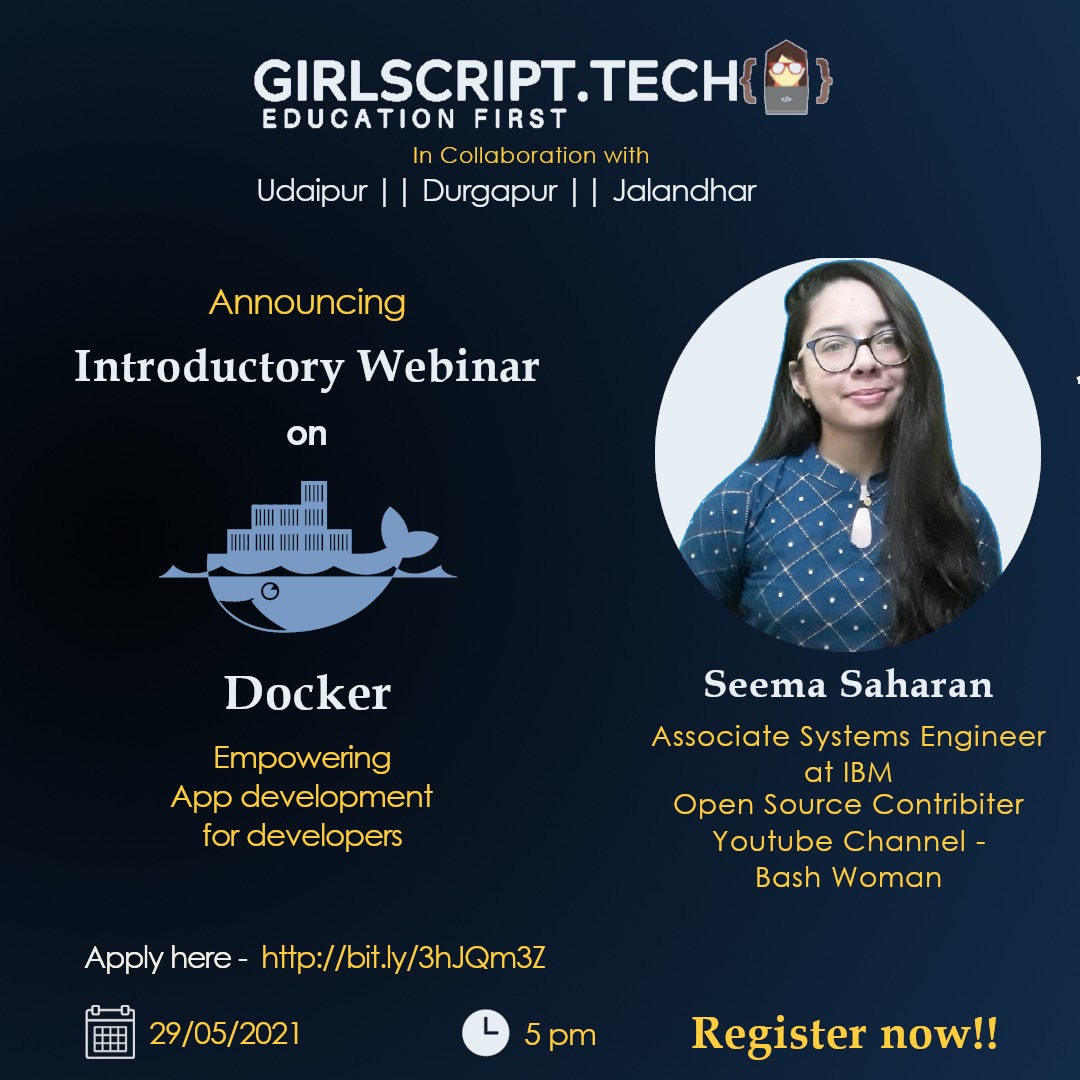 GIRLSCRIPT.TECH
EDUCATION FIRST
In Collaboration with
Udaipur || Durgapur || Jalandhar
Announcing
Introductory Webinar
on
Docker
Empowering
App development
for developers
Seema Saharan
Associate Systems Engineer
at IBM
Open Source Contribiter
Youtube Channel -
Bash Woman
Apply here - http://bit.ly/3hJQm3Z
29/05/2021
5 pm
Register now!!